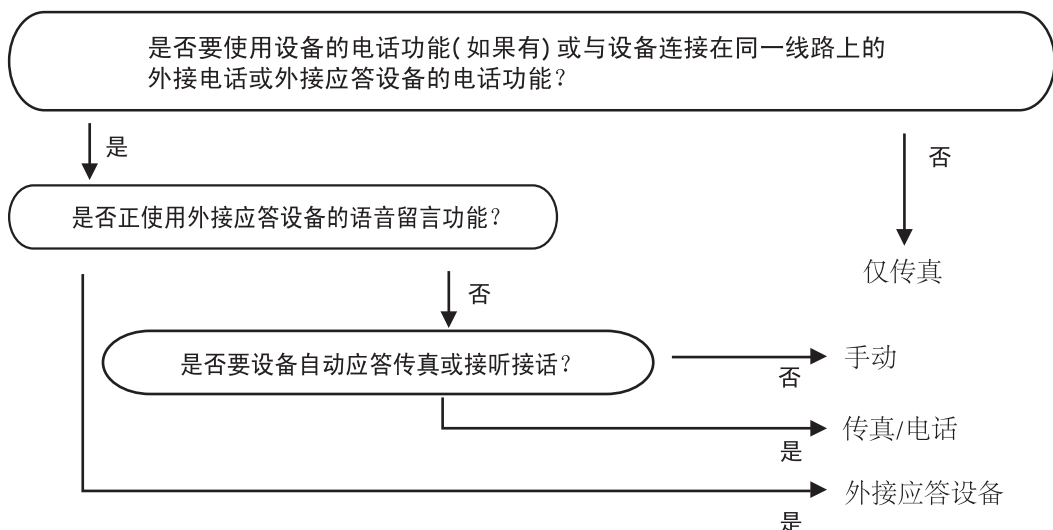 是否要使用设备的电话功能(如果有)或与设备连接在同一线路上的
外接电话或外接应答设备的电话功能？
是
否
是否正使用外接应答设备的语音留言功能？
仅传真
否
是否要设备自动应答传真或接听接话？
手动
否
传真/电话
是
外接应答设备
是